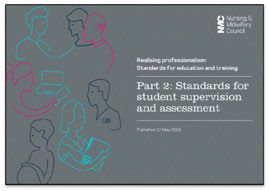 NMC
Nursing &
Midwifery
Council
Realising professionalism:
Standards for education and training
Part 2: Standards for
student supervision
and assessment
Published 17 May 2018